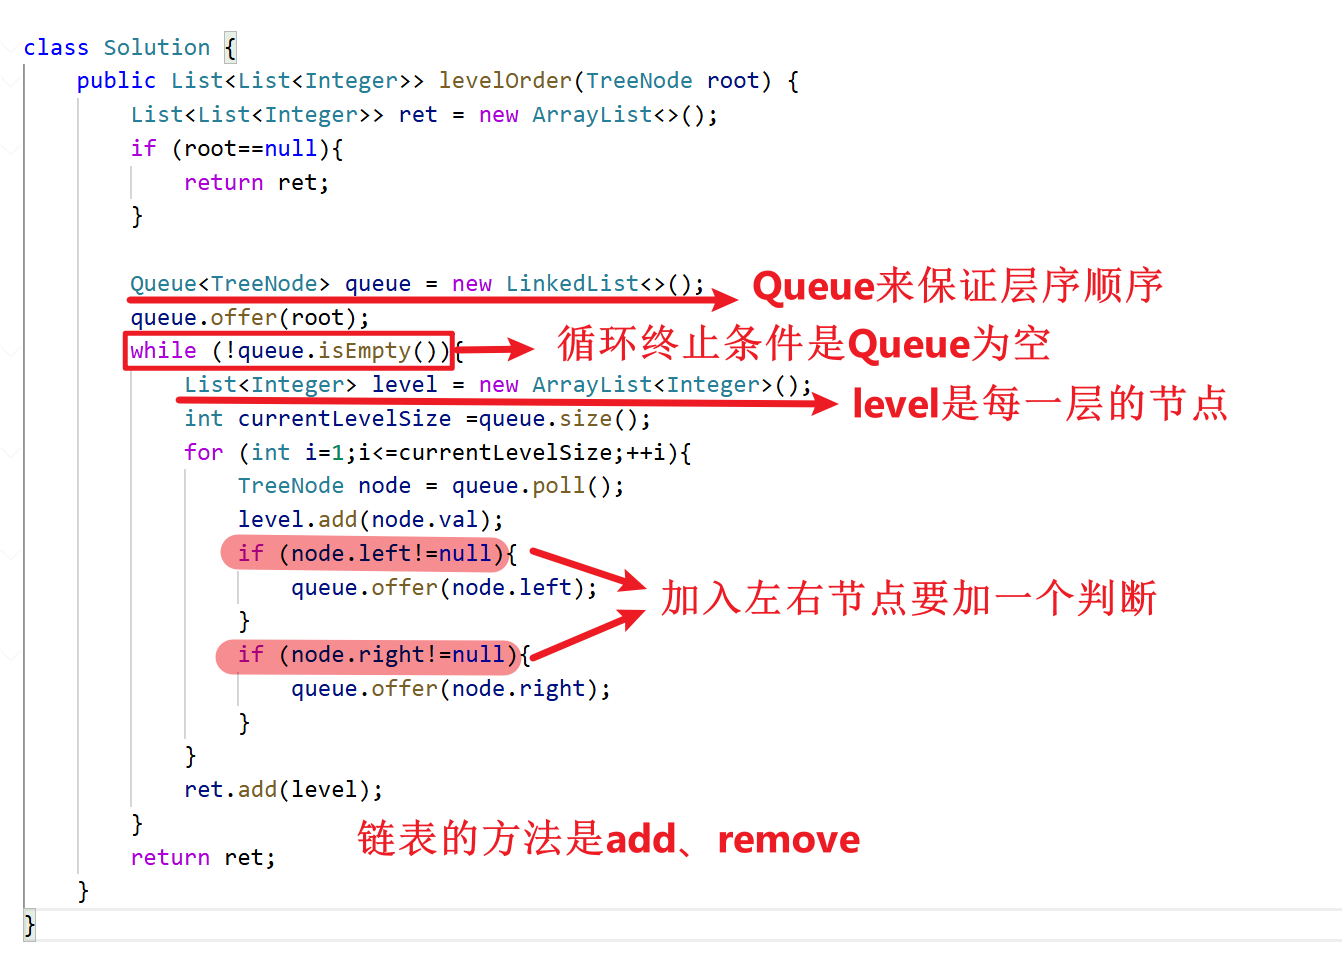 class Solution {
public List<List<Integer>> levelOrder(TreeNode root) {
List<List<Integer>> ret = new ArrayList<>();
if (root==null){
return ret;
}
Queue<TreeNode> queue = new LinkedList<>();
Queue来保证层序顺序
queue.offer(root);
while (!queue.isEmpty()){
循环终止条件是Queue为空
List<Integer> level = new ArrayList<Integer>();
level是每一层的节点
int currentLevelSize =queue.size();
for (int i=1;i<=currentLevelSize;++i){
TreeNode node = queue.poll();
level.add(node.val);
if (node.left!=null){
queue.offer(node.left);
加入左右节点要加一个判断
}
if (node.right!=null){
queue.offer(node.right);
}
}
ret.add(level);
}
链表的方法是add、remove
return ret;
}
}